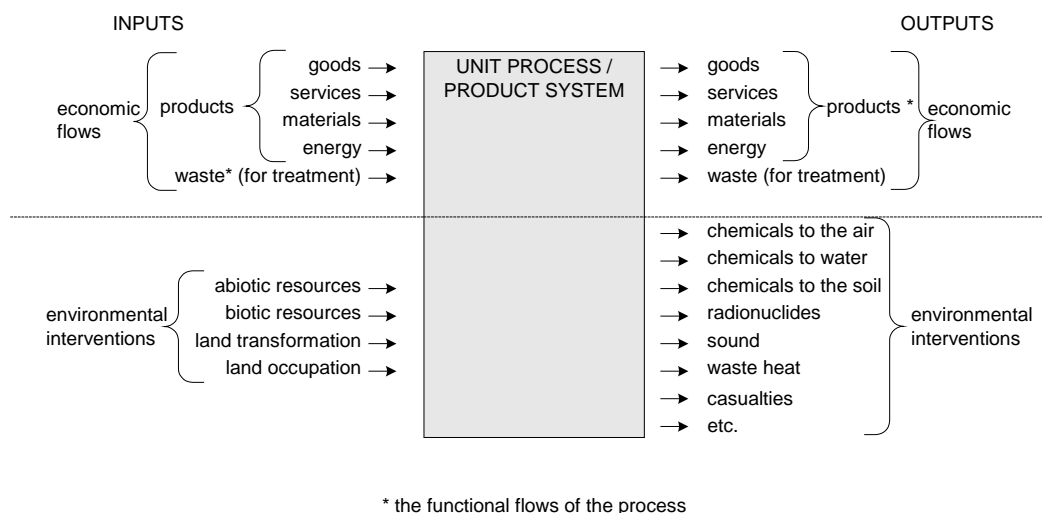 INPUTS
OUTPUTS
economic
flows
products
goods
services
materials
energy
waste* (for treatment)
UNIT PROCESS /
PRODUCT SYSTEM
goods
services
materials
energy
waste (for treatment)
products *
economic
flows
environmental
interventions
abiotic resources
biotic resources
land transformation
land occupation
chemicals to the air
chemicals to water
chemicals to the soil
radionuclides
sound
waste heat
casualties
etc.
environmental
interventions
* the functional flows of the process